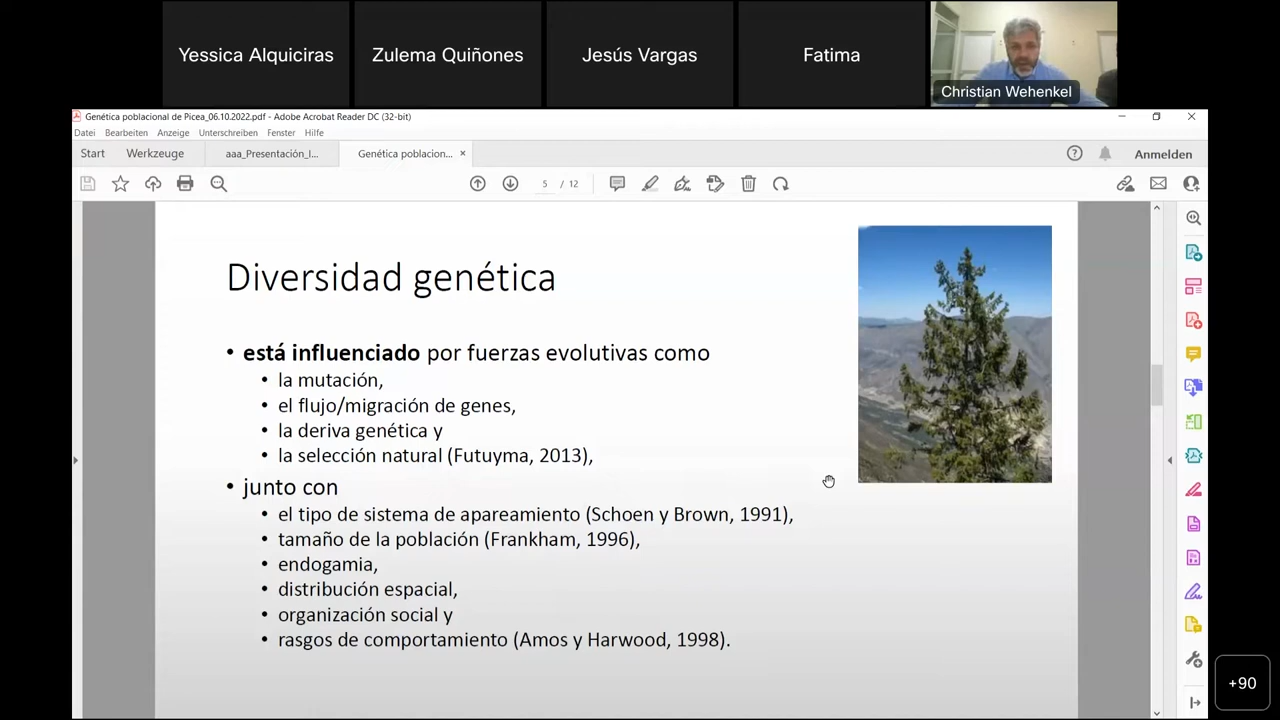 Yessica Alquiciras
Zulema Quiñones
Jesús Vargas
Fatima
Christian Wehenkel
Genética poblacional de Picea_06.10.2022.pdf - Adobe Acrobat Reader DC (32-bit)
Datei Bearbeiten Anzeige Unterschreiben Fenster Hilfe
Start Werkzeuge aaa_Presentación_I... Genética poblacion... × Anmelden
5 / 12
Diversidad genética
• está influenciado por fuerzas evolutivas como
• la mutación,
• el flujo/migración de genes,
• la deriva genética y
• la selección natural (Futuyma, 2013),
• junto con
• el tipo de sistema de apareamiento (Schoen y Brown, 1991),
• tamaño de la población (Frankham, 1996),
• endogamia,
• distribución espacial,
• organización social y
• rasgos de comportamiento (Amos y Harwood, 1998).
+90